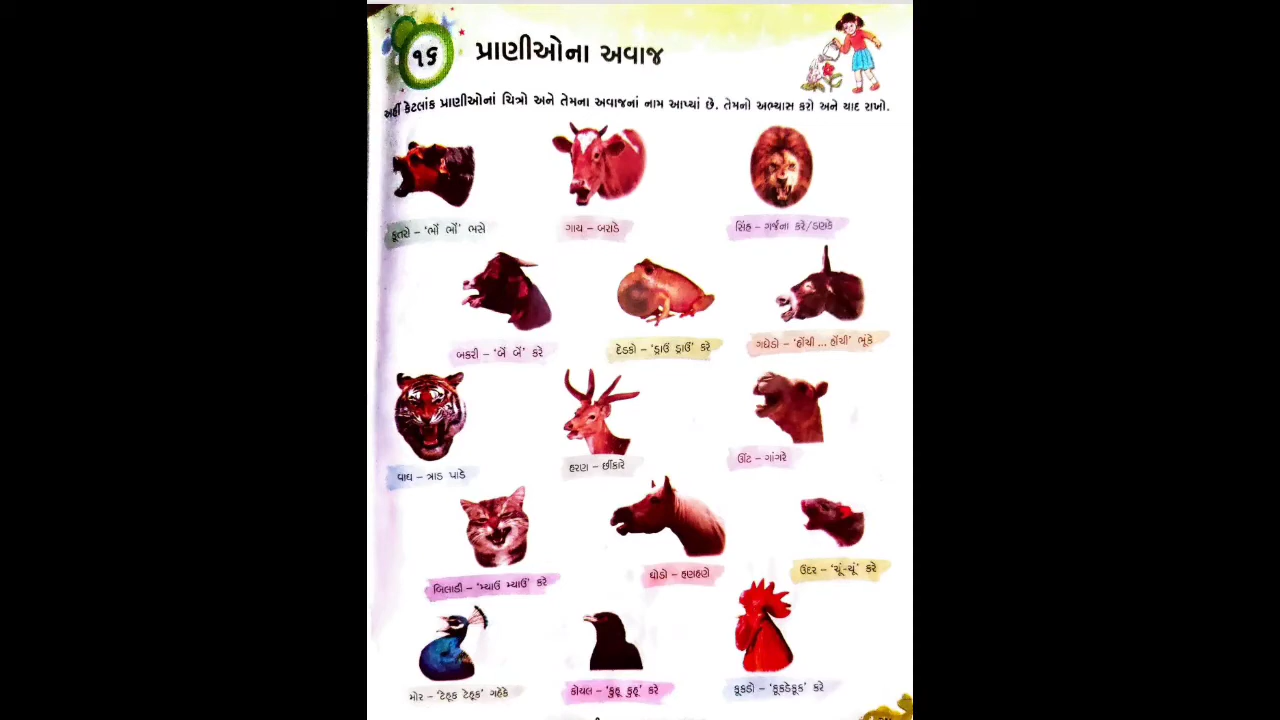 ૧૬
પ્રાણીઓના અવાજ
અહીં કેટલાંક પ્રાણીઓનાં ચિત્રો અને તેમના અવાજનાં નામ આપ્યાં છે. તેમનો અભ્યાસ કરો અને યાદ રાખો.
કૂતરો – ‘ભૌં ભૌં’ ભસે
ગાય – બરાડે
સિંહ – ગર્જના કરે/ડણકે
બકરી – ‘બેં બેં’ કરે
દેડકો – ‘ડ્રાઉં ડ્રાઉં’ કરે
ગધેડો – ‘હોંચી ... હોંચી’ ભૂંકે
વાઘ – ત્રાડ પાડે
હરણ – છીંકારે
ઊંટ – ગાંગરે
બિલાડી – ‘મ્યાઉં મ્યાઉં’ કરે
ઘોડો – હણહણે
ઉંદર – ‘ચૂં-ચૂં’ કરે
મોર – ‘ટેહૂક ટેહૂક’ ગહેકે
કોયલ – ‘કુહૂ કુહૂ’ કરે
કૂકડો – ‘કૂકડેકૂક’ કરે